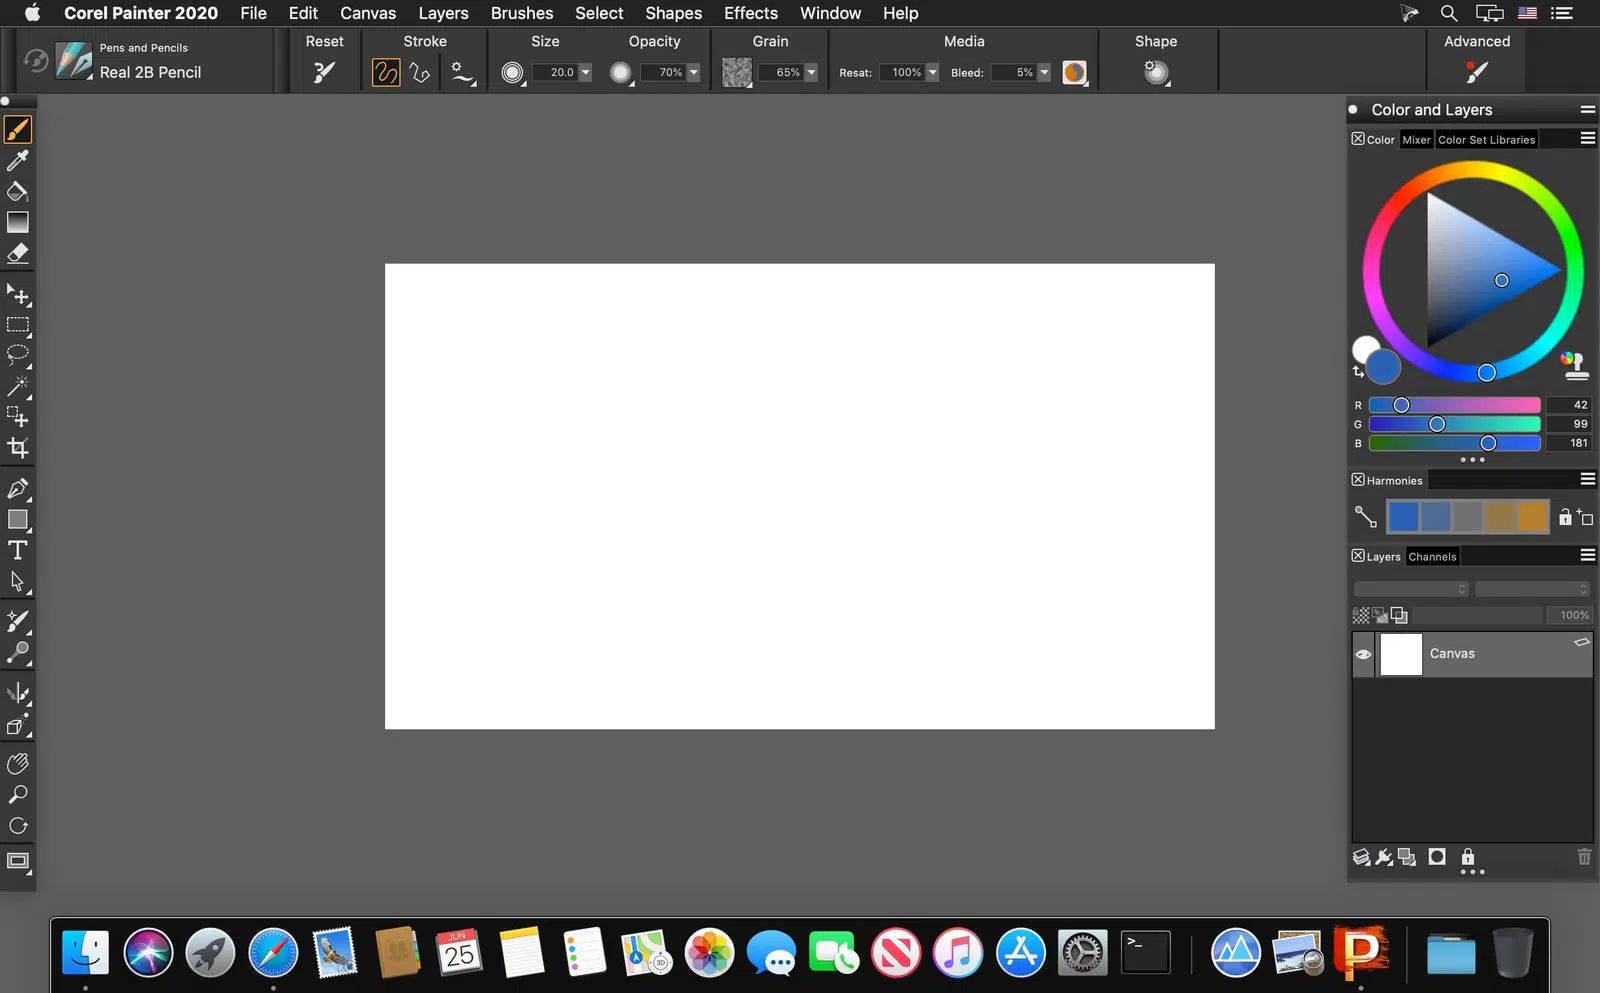 Corel Painter 2020 File Edit Canvas Layers Brushes Select Shapes Effects Window Help
Pens and Pencils
Real 2B Pencil
Reset Stroke Size Opacity Grain Media Shape Advanced
20.0 70% 65% Resat: 100% Bleed: 5%
Color and Layers
Color Mixer Color Set Libraries
R 42
G 99
B 181
Harmonies
Layers Channels
100%
Canvas
T
JUN
25
3D
>_
P